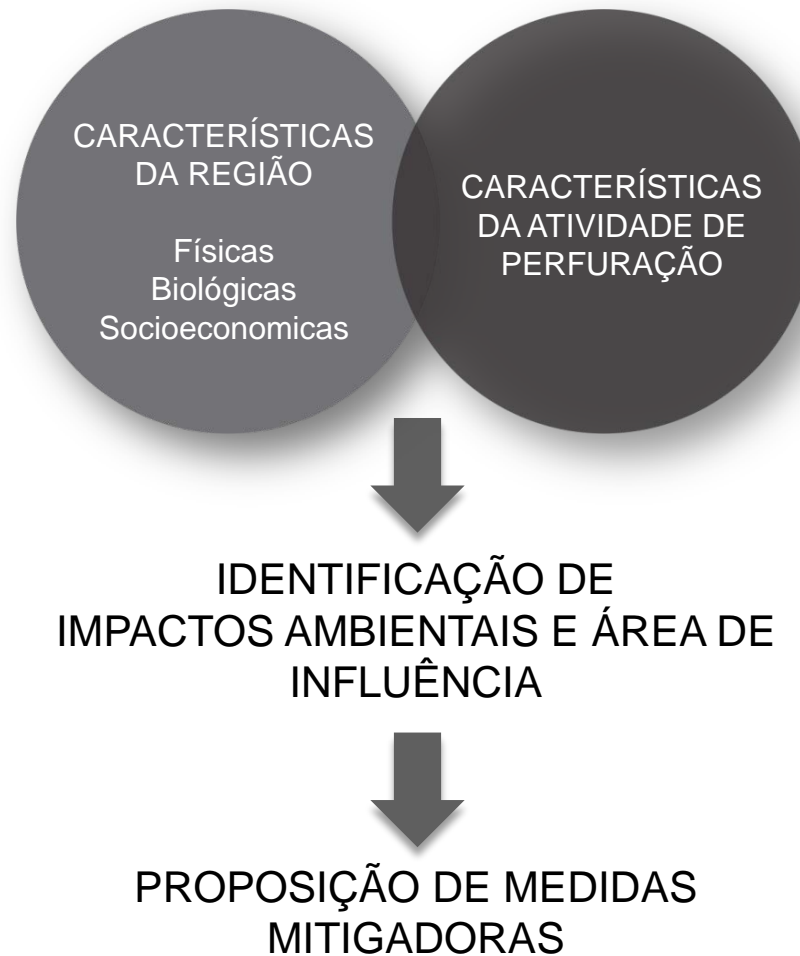 CARACTERÍSTICAS
DA REGIÃO
Físicas
Biológicas
Socioeconomicas
CARACTERÍSTICAS
DA ATIVIDADE DE
PERFURAÇÃO
IDENTIFICAÇÃO DE
IMPACTOS AMBIENTAIS E ÁREA DE
INFLUÊNCIA
PROPOSIÇÃO DE MEDIDAS
MITIGADORAS